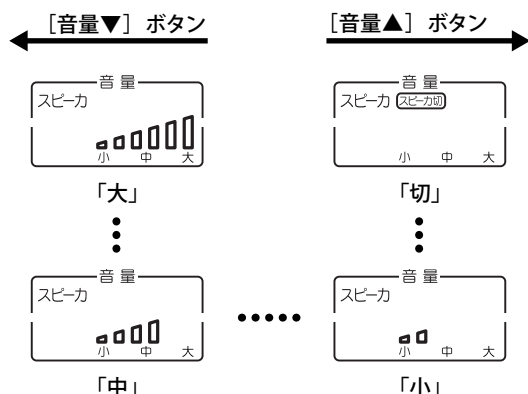 ［音量▼］ボタン
［音量▲］ボタン
音量
スピーカ
小 中 大
「大」
音量
スピーカ スピーカ切
小 中 大
「切」
音量
スピーカ
小 中 大
「中」
音量
スピーカ
小 中 大
「小」